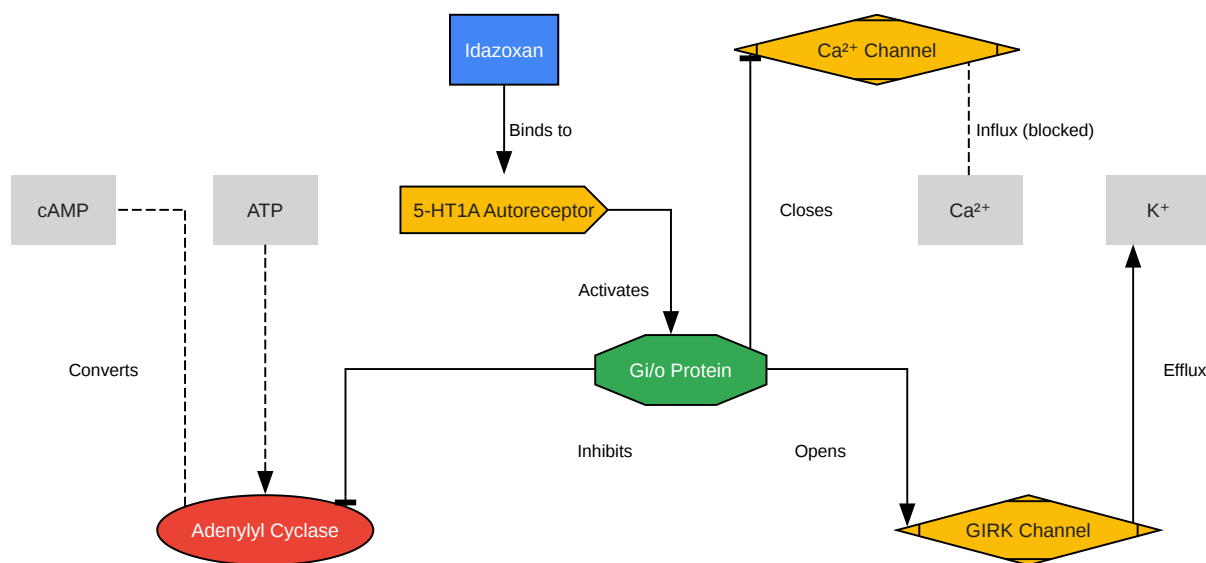 Idazoxan
Ca²⁺ Channel
Binds to
Influx (blocked)
cAMP
ATP
5-HT1A Autoreceptor
Closes
Ca²⁺
K⁺
Activates
Converts
Gi/o Protein
Efflux
Inhibits
Opens
Adenylyl Cyclase
GIRK Channel